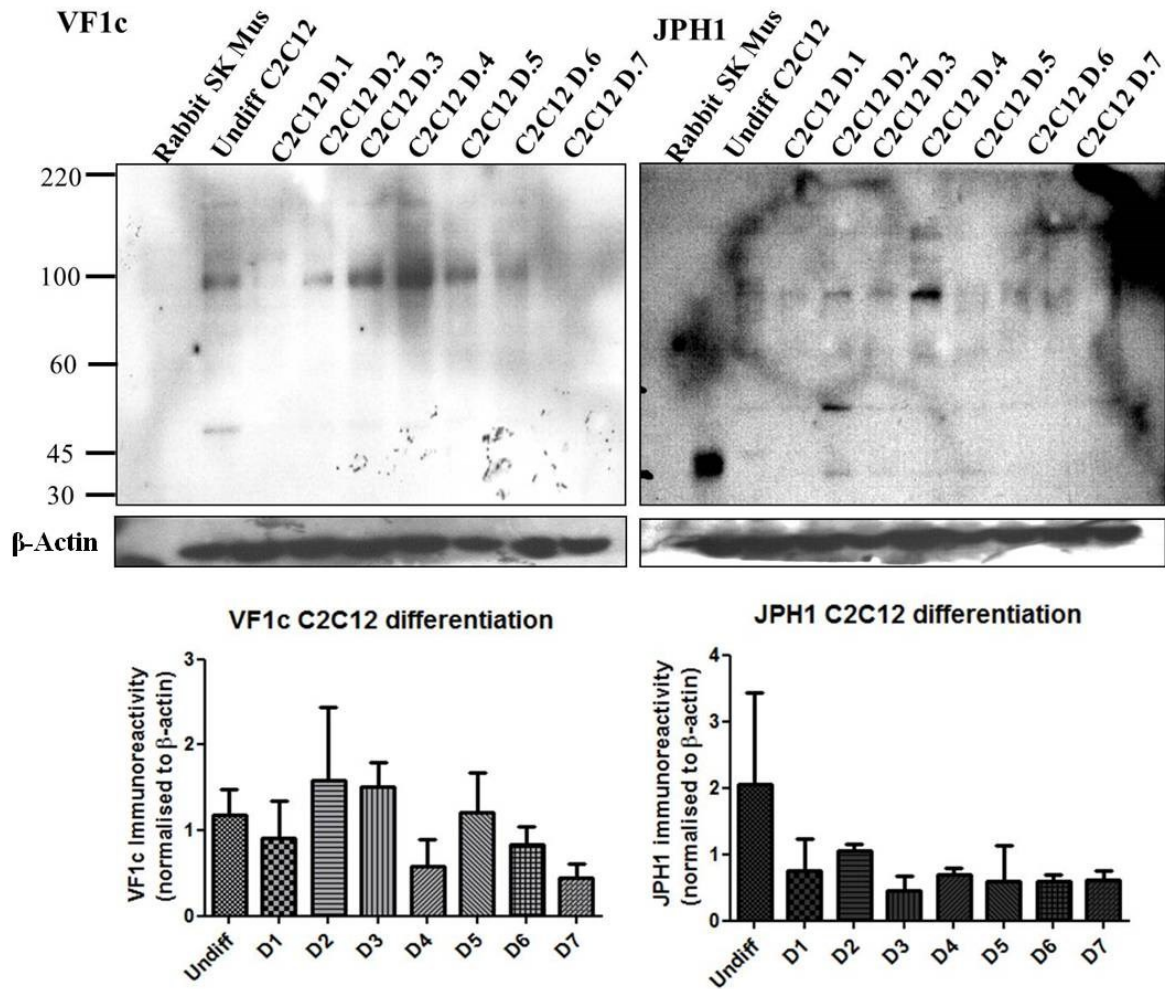 VF1c
JPH1
Rabbit SK Mus
Undiff C2C12
C2C12 D.1
C2C12 D.2
C2C12 D.3
C2C12 D.4
C2C12 D.5
C2C12 D.6
C2C12 D.7
Rabbit SK Mus
Undiff C2C12
C2C12 D.1
C2C12 D.2
C2C12 D.3
C2C12 D.4
C2C12 D.5
C2C12 D.6
C2C12 D.7
220
100
60
45
30
β-Actin
VF1c C2C12 differentiation
VF1c Immunoreactivity
(normalised to β-actin)
3
2
1
0
Undiff
D1
D2
D3
D4
D5
D6
D7
JPH1 C2C12 differentiation
JPH1 immunoreactivity
(normalised to β-actin)
4
3
2
1
0
Undiff
D1
D2
D3
D4
D5
D6
D7